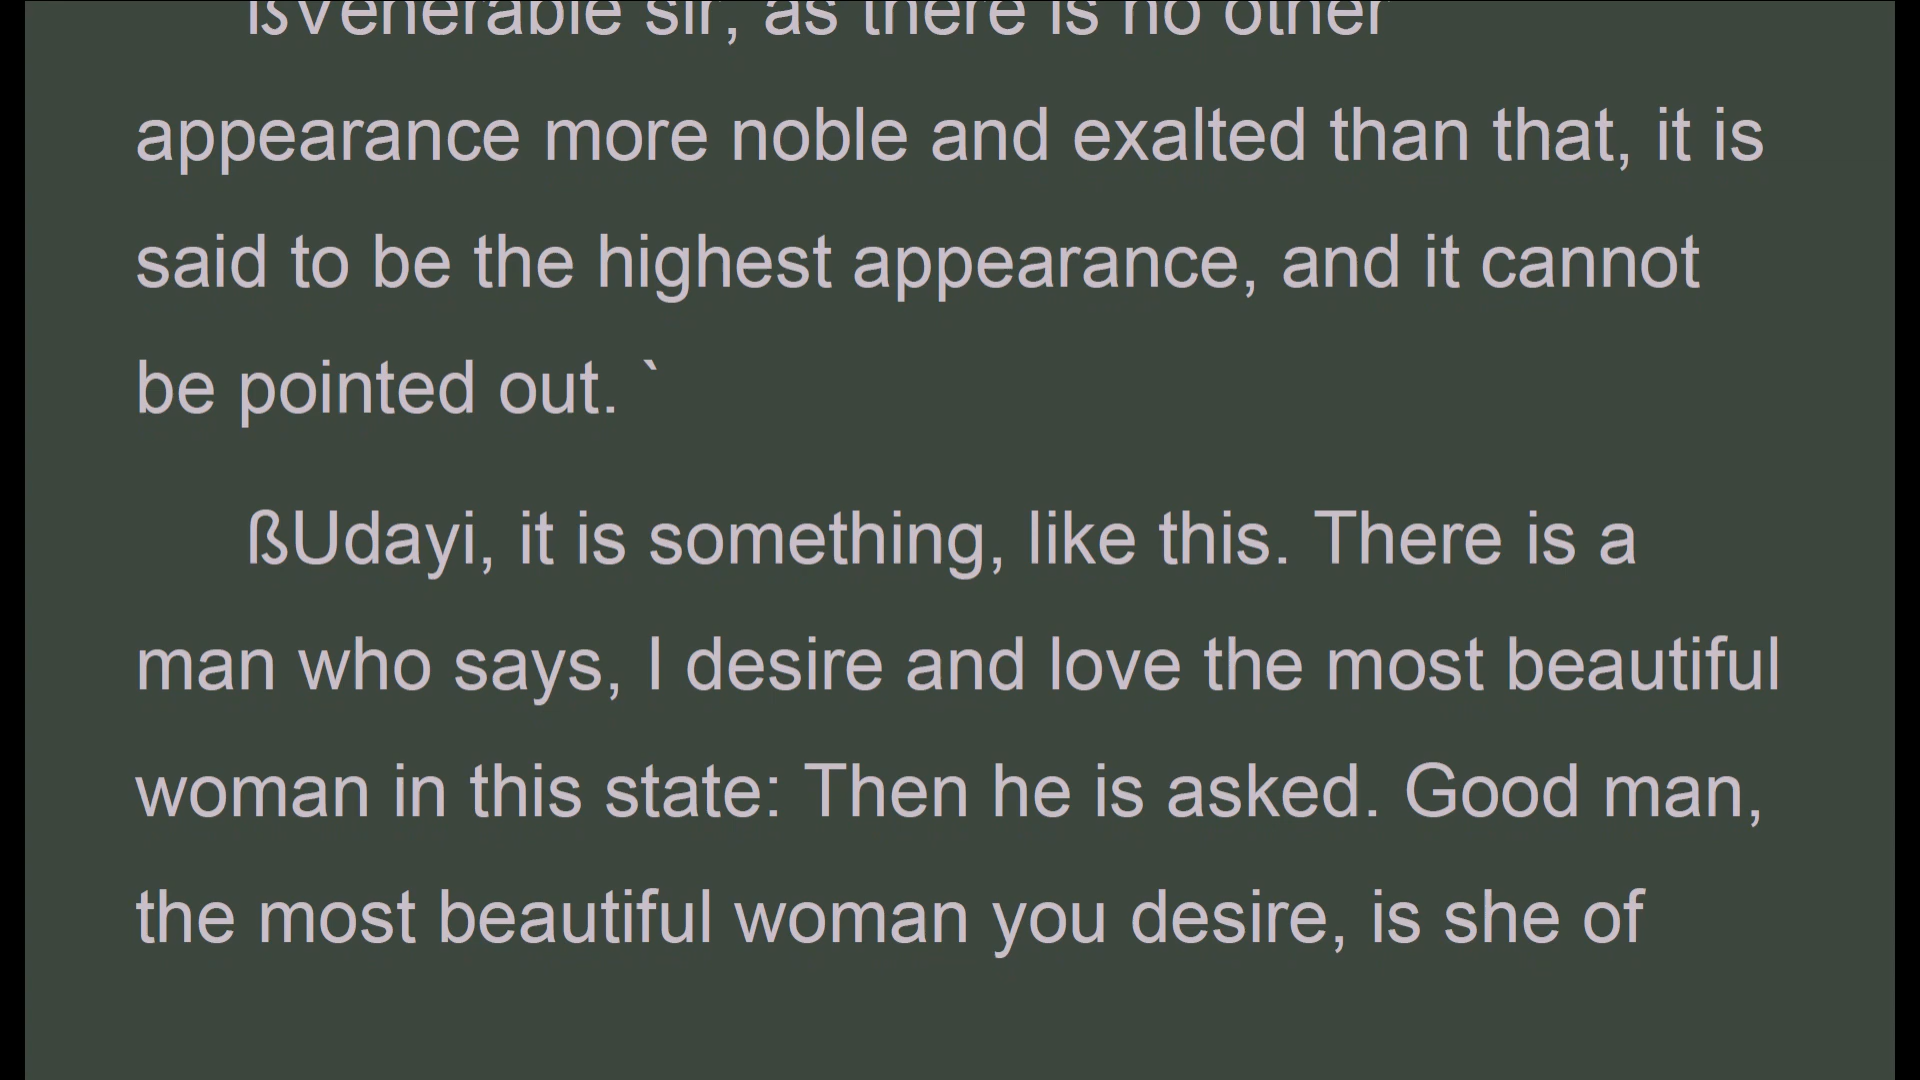 ßVenerable sir, as there is no other
appearance more noble and exalted than that, it is
said to be the highest appearance, and it cannot
be pointed out. `
ßUdayi, it is something, like this. There is a
man who says, I desire and love the most beautiful
woman in this state: Then he is asked. Good man,
the most beautiful woman you desire, is she of